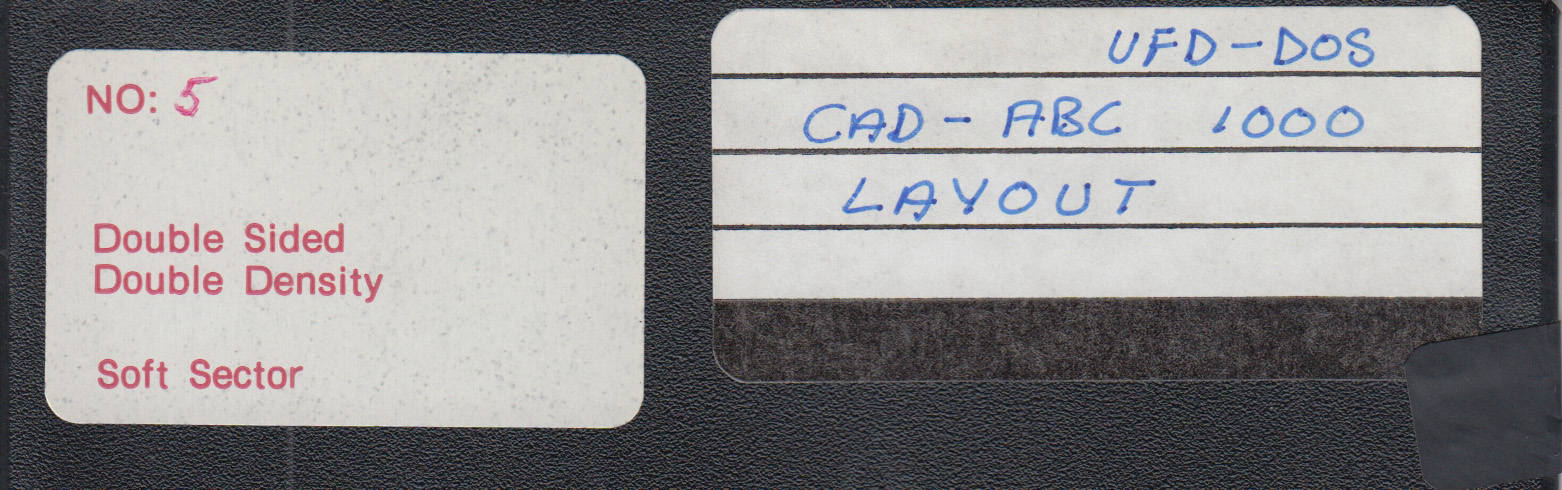 NO: 5
Double Sided
Double Density
Soft Sector
UFD-DOS
CAD-ABC 1000
LAYOUT